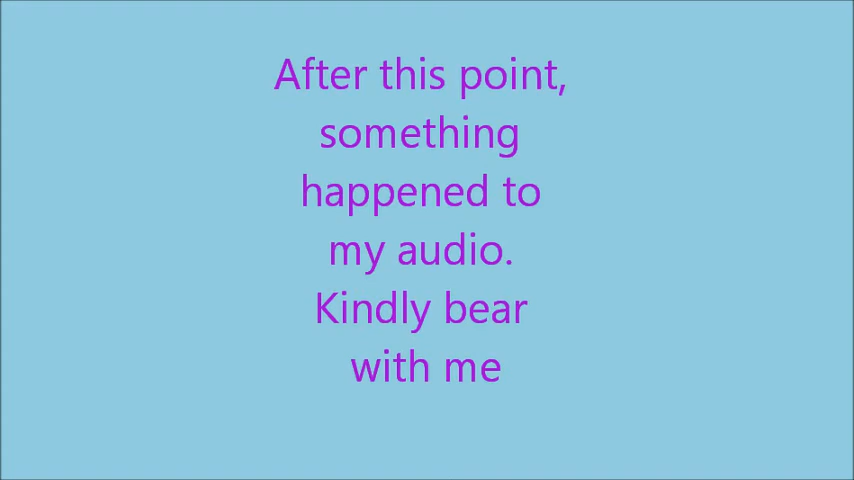 After this point,
something
happened to
my audio.
Kindly bear
with me